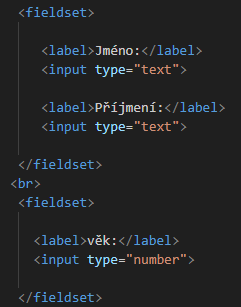 <fieldset>
<label>Jméno:</label>
<input type="text">
<label>Příjmení:</label>
<input type="text">
</fieldset>
<br>
<fieldset>
<label>věk:</label>
<input type="number">
</fieldset>